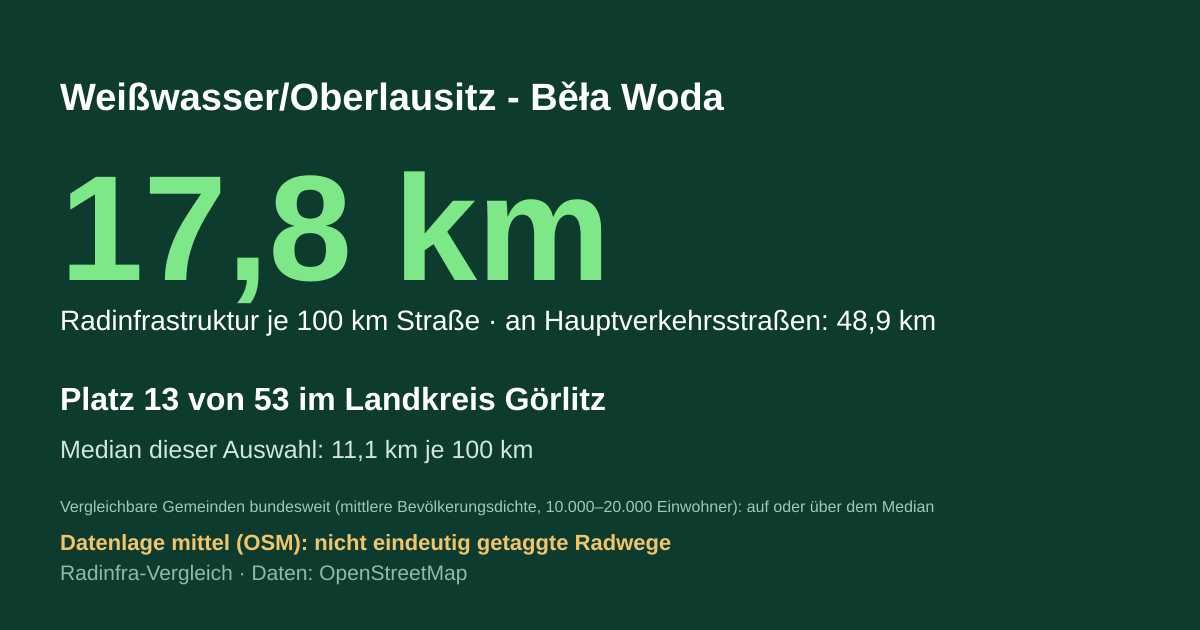 Weißwasser/Oberlausitz - Běła Woda
17,8 km
Radinfrastruktur je 100 km Straße · an Hauptverkehrsstraßen: 48,9 km
Platz 13 von 53 im Landkreis Görlitz
Median dieser Auswahl: 11,1 km je 100 km
Vergleichbare Gemeinden bundesweit (mittlere Bevölkerungsdichte, 10.000–20.000 Einwohner): auf oder über dem Median
Datenlage mittel (OSM): nicht eindeutig getaggte Radwege
Radinfra-Vergleich · Daten: OpenStreetMap